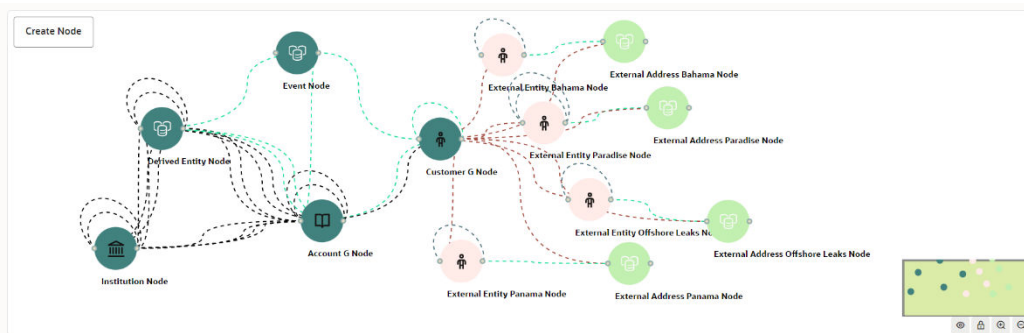 Create Node
Event Node
External Entity Bahama Node
External Address Bahama Node
Derived Entity Node
Customer G Node
External Entity Paradise Node
External Address Paradise Node
Institution Node
Account G Node
External Entity Offshore Leaks No
External Address Offshore Leaks Node
External Entity Panama Node
External Address Panama Node